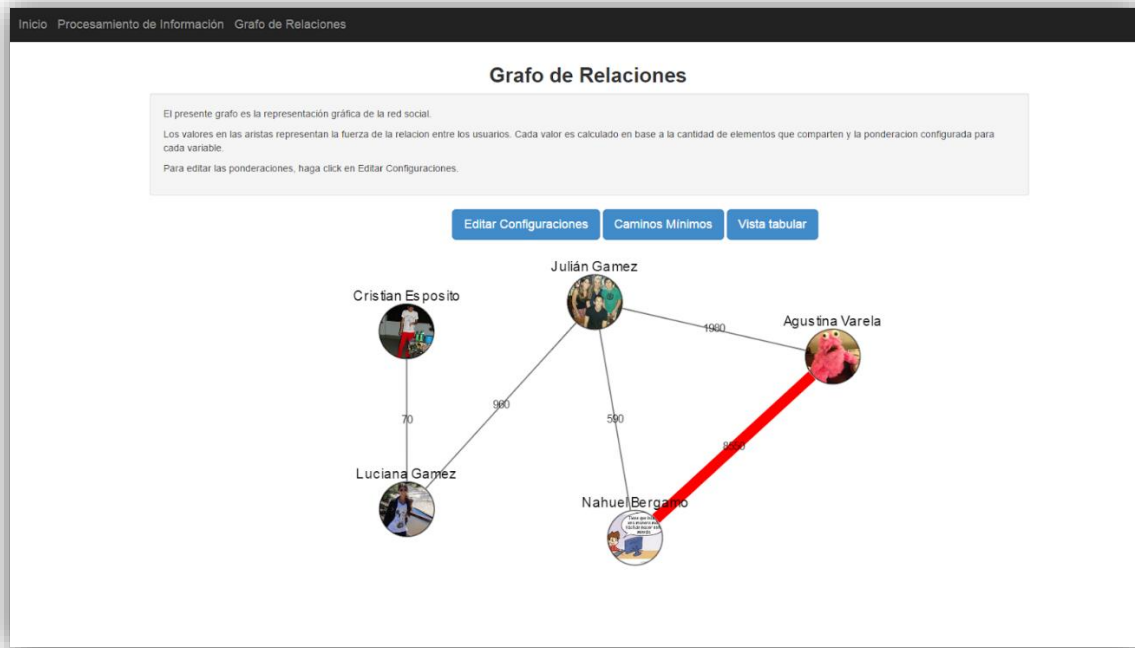 Inicio Procesamiento de Información Grafo de Relaciones
Grafo de Relaciones
El presente grafo es la representación gráfica de la red social.
Los valores en las aristas representan la fuerza de la relacion entre los usuarios. Cada valor es calculado en base a la cantidad de elementos que comparten y la ponderacion configurada para
cada variable.
Para editar las ponderaciones, haga click en Editar Configuraciones.
Editar Configuraciones Caminos Mínimos Vista tabular
Julián Gamez
Cristian Esposito
Agustina Varela
1980
960
70
590
8550
Luciana Gamez
Nahuel Bergamo